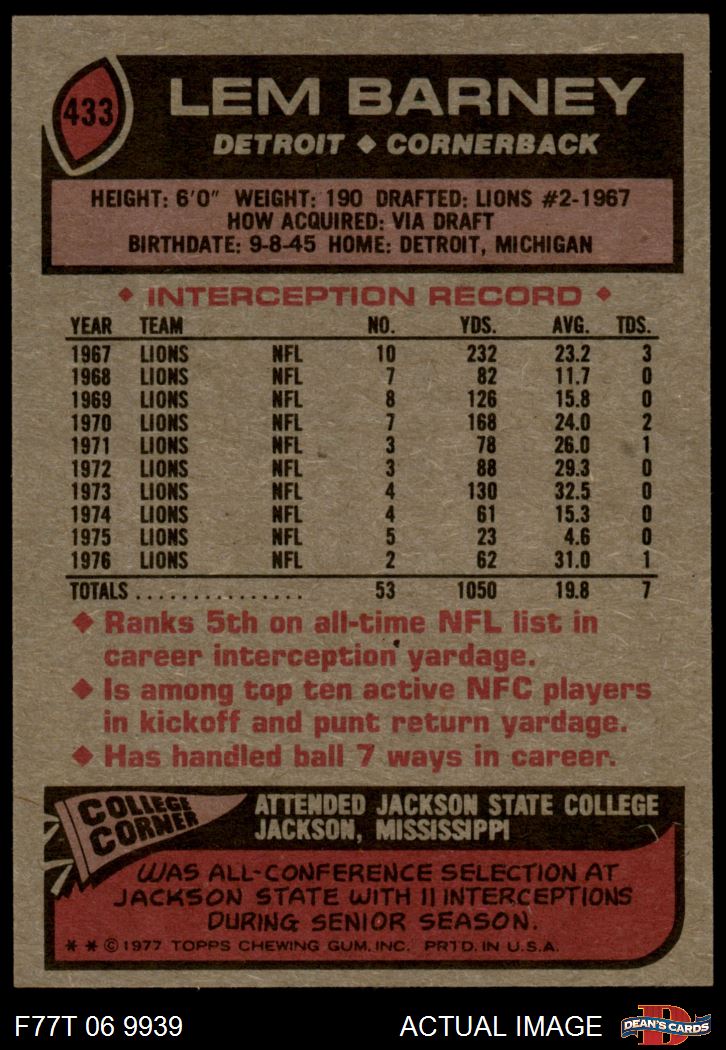 433
LEM BARNEY
DETROIT ◆ CORNERBACK
HEIGHT: 6'0" WEIGHT: 190 DRAFTED: LIONS #2-1967
HOW ACQUIRED: VIA DRAFT
BIRTHDATE: 9-8-45 HOME: DETROIT, MICHIGAN
◆ INTERCEPTION RECORD ◆
YEAR TEAM NO. YDS. AVG. TDS.
1967 LIONS NFL 10 232 23.2 3
1968 LIONS NFL 7 82 11.7 0
1969 LIONS NFL 8 126 15.8 0
1970 LIONS NFL 7 168 24.0 2
1971 LIONS NFL 3 78 26.0 1
1972 LIONS NFL 3 88 29.3 0
1973 LIONS NFL 4 130 32.5 0
1974 LIONS NFL 4 61 15.3 0
1975 LIONS NFL 5 23 4.6 0
1976 LIONS NFL 2 62 31.0 1
TOTALS ............... 53 1050 19.8 7
◆ Ranks 5th on all-time NFL list in
career interception yardage.
◆ Is among top ten active NFC players
in kickoff and punt return yardage.
◆ Has handled ball 7 ways in career.
COLLEGE
CORNER
ATTENDED JACKSON STATE COLLEGE
JACKSON, MISSISSIPPI
WAS ALL-CONFERENCE SELECTION AT
JACKSON STATE WITH 11 INTERCEPTIONS
DURING SENIOR SEASON.
* * © 1977 TOPPS CHEWING GUM, INC. PRTD. IN U.S.A.
F77T 06 9939 ACTUAL IMAGE
D
DEAN'S CARDS